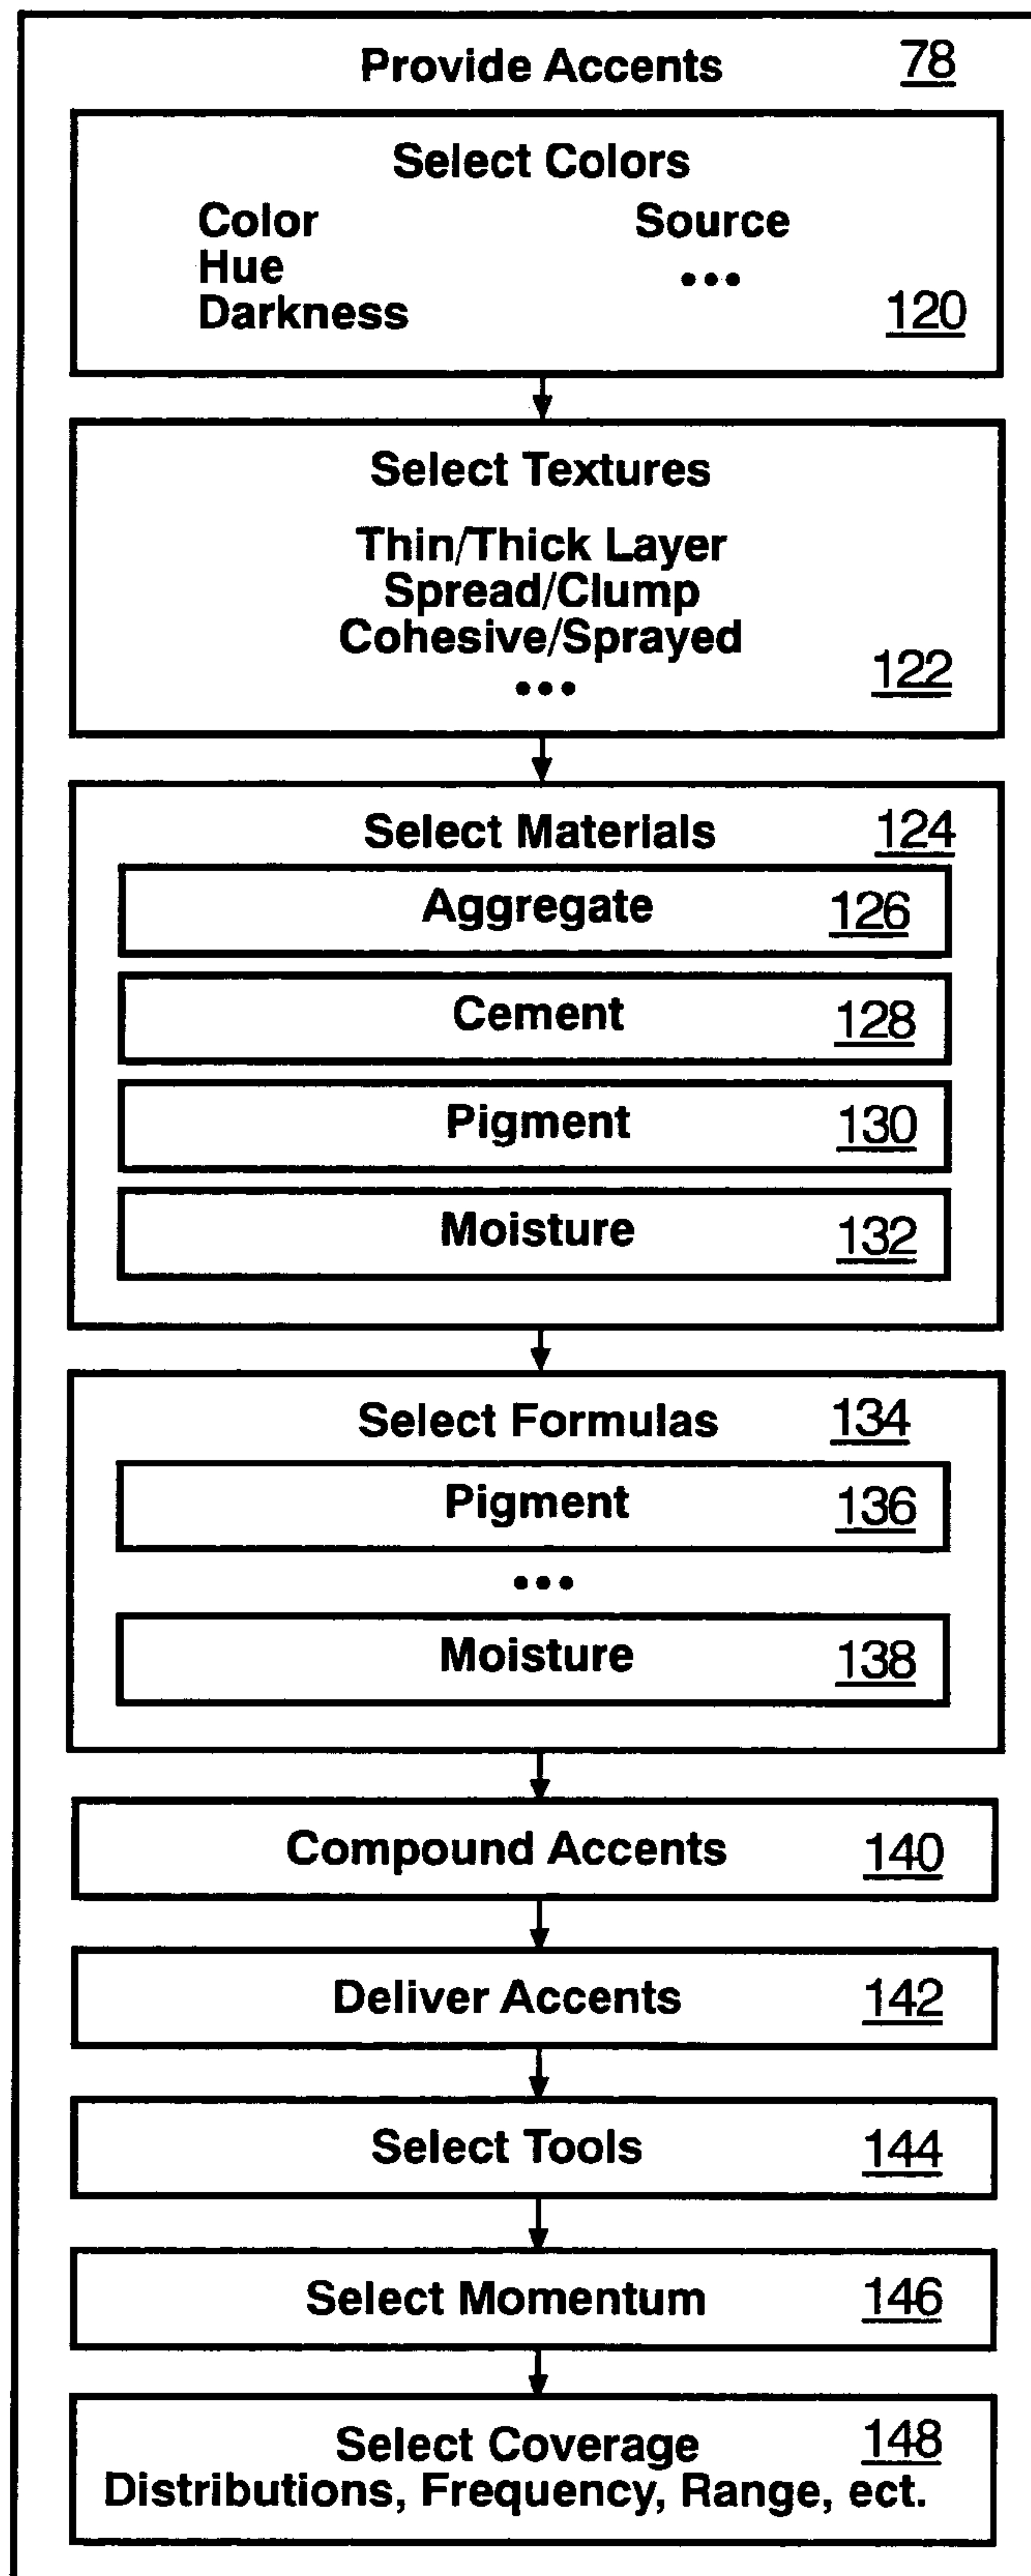 Provide Accents 78
Select Colors
Color Source
Hue •••
Darkness 120
Select Textures
Thin/Thick Layer
Spread/Clump
Cohesive/Sprayed
••• 122
Select Materials 124
Aggregate 126
Cement 128
Pigment 130
Moisture 132
Select Formulas 134
Pigment 136
•••
Moisture 138
Compound Accents 140
Deliver Accents 142
Select Tools 144
Select Momentum 146
Select Coverage 148
Distributions, Frequency, Range, ect.